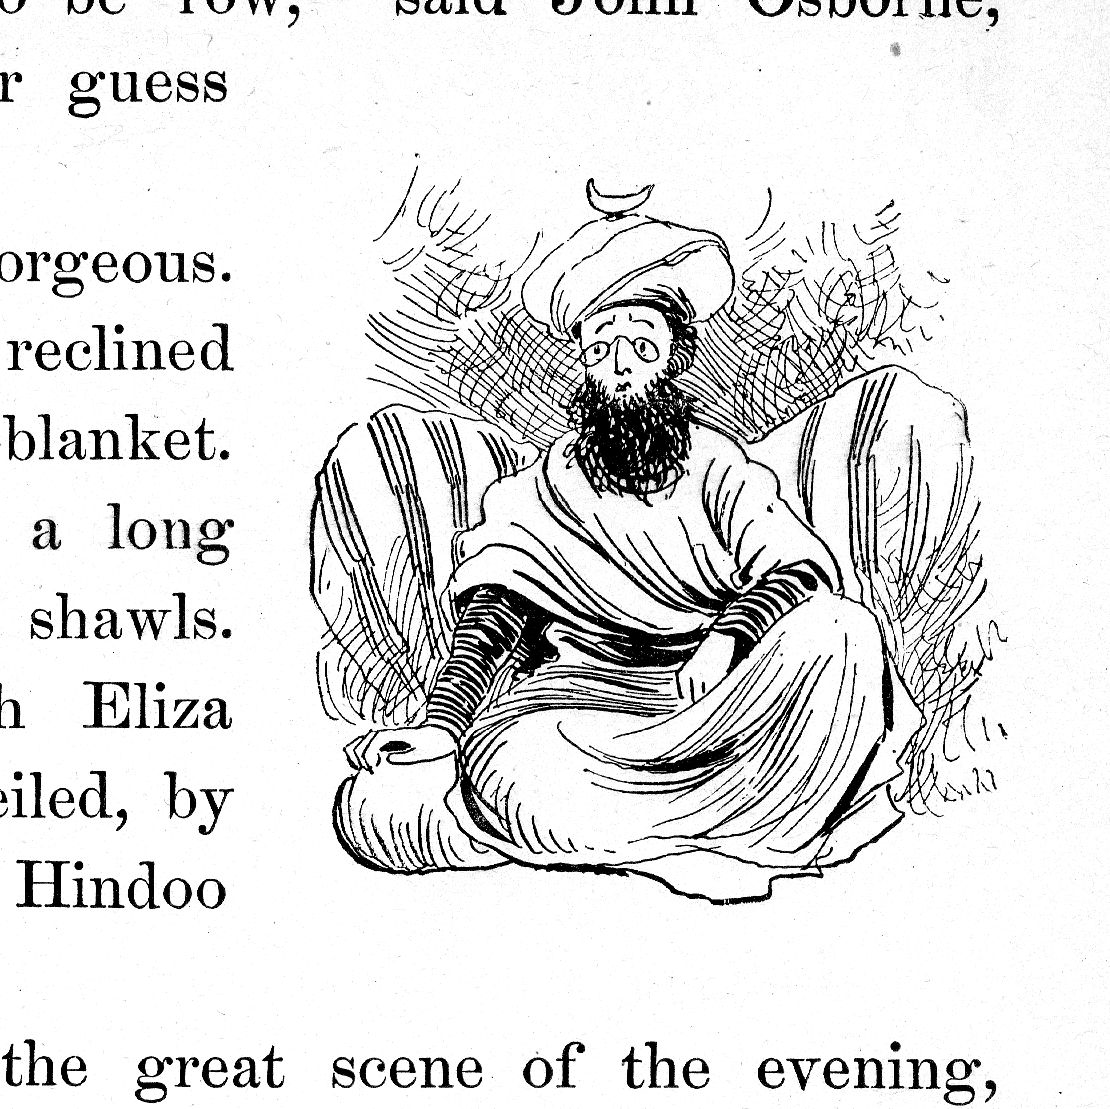 o be row," said John Osborne,
r guess
orgeous.
reclined
-blanket.
a long
shawls.
h Eliza
eiled, by
Hindoo
the great scene of the evening,